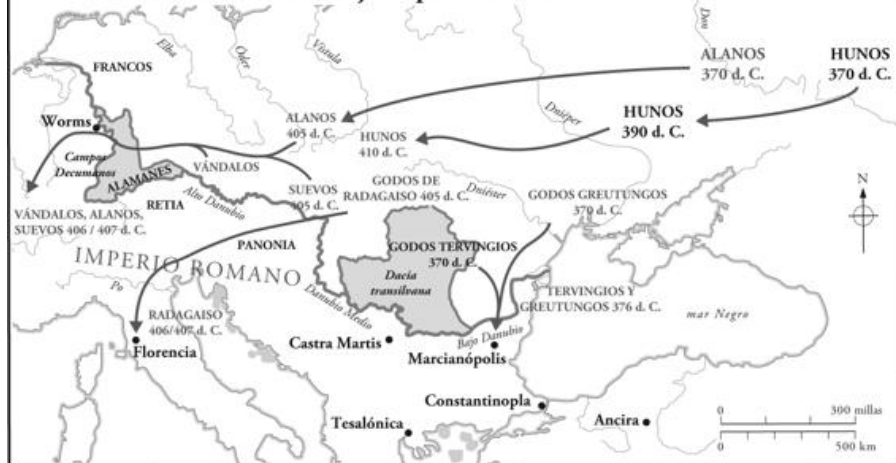 Don
ALANOS
370 d. C.
HUNOS
370 d. C.
Elba
Oder
Vístula
FRANCOS
Dniéper
HUNOS
390 d. C.
Worms
ALANOS
405 d. C.
HUNOS
410 d. C.
Campos
Decumanos
VÁNDALOS
ALAMANES
RETIA
Alto Danubio
SUEVOS
405 d. C.
GODOS DE
RADAGAISO 405 d. C.
Dniéster
GODOS GREUTUNGOS
370 d. C.
N
VÁNDALOS, ALANOS,
SUEVOS 406 / 407 d. C.
PANONIA
GODOS TERVINGIOS
370 d. C.
IMPERIO ROMANO
Dacia
transilvana
Po
Danubio Medio
TERVINGIOS Y
GREUTUNGOS 376 d. C.
mar Negro
RADAGAISO
406/407 d. C.
Florencia
Castra Martis
Bajo Danubio
Marcianópolis
Constantinopla
Tesalónica
Ancira
0 300 millas
0 500 km